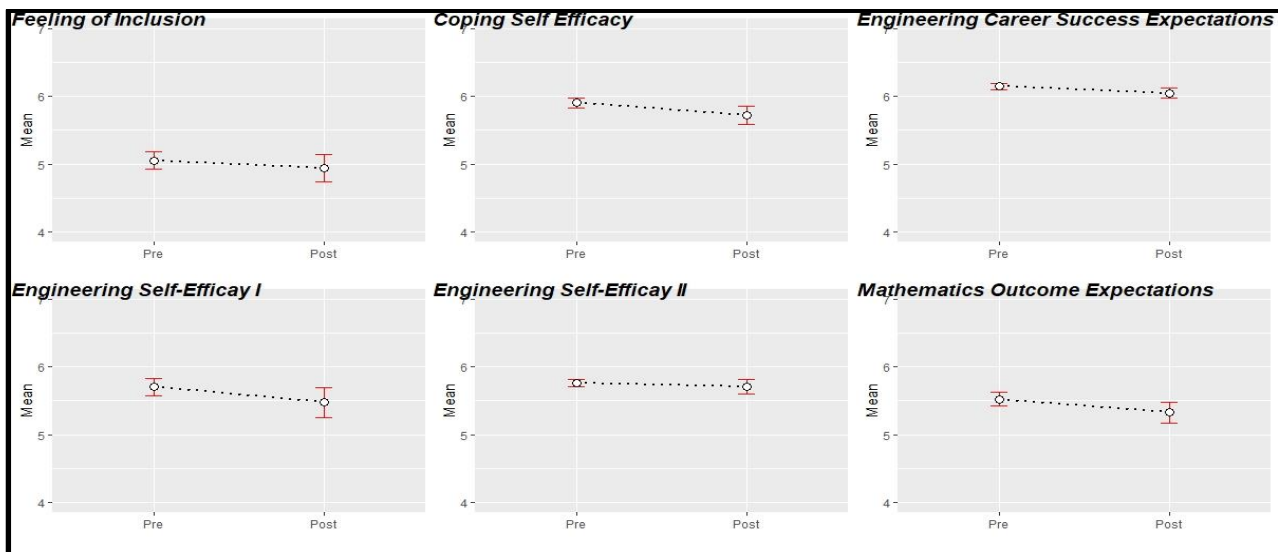 Feeling of Inclusion
Coping Self Efficacy
Engineering Career Success Expectations
7
6
5
4
Mean
Pre
Post
7
6
5
4
Mean
Pre
Post
7
6
5
4
Mean
Pre
Post
Engineering Self-Efficay I
Engineering Self-Efficay II
Mathematics Outcome Expectations
7
6
5
4
Mean
Pre
Post
7
6
5
4
Mean
Pre
Post
7
6
5
4
Mean
Pre
Post